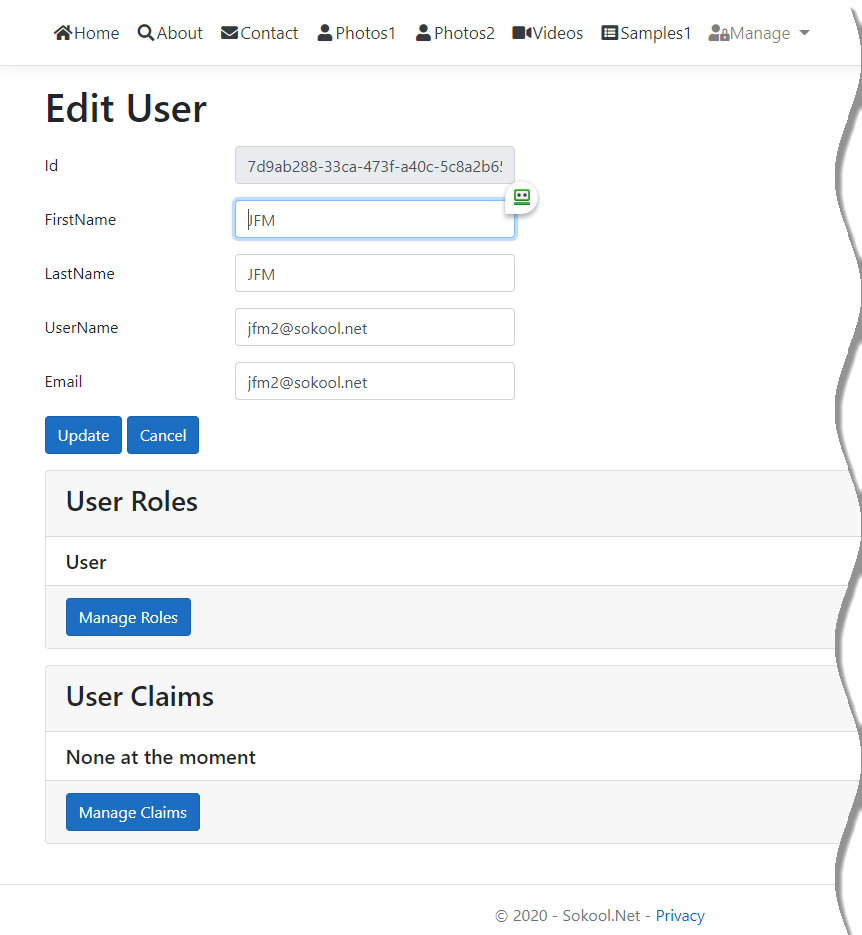 Home About Contact Photos1 Photos2 Videos Samples1 Manage
Edit User
Id 7d9ab288-33ca-473f-a40c-5c8a2b65
FirstName JFM
LastName JFM
UserName jfm2@sokool.net
Email jfm2@sokool.net
Update Cancel
User Roles
User
Manage Roles
User Claims
None at the moment
Manage Claims
© 2020 - Sokool.Net - Privacy